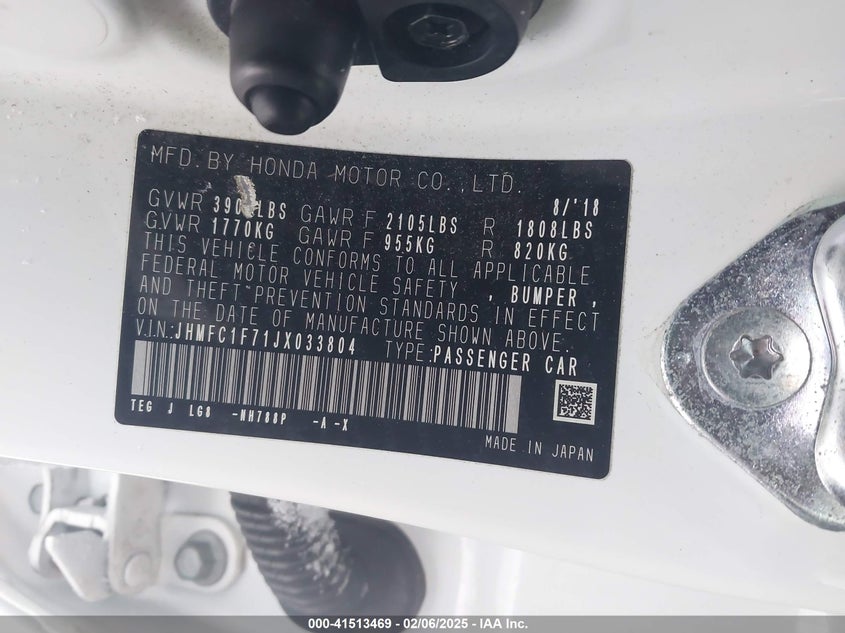 MFD. BY HONDA MOTOR CO., LTD.
8/'18
GVWR GAWR F 2105LBS R 1808LBS
GVWR 1770KG GAWR F 955KG R 820KG
THIS VEHICLE CONFORMS TO ALL APPLICABLE
FEDERAL MOTOR VEHICLE SAFETY , BUMPER ,
AND THEFT PREVENTION STANDARDS IN EFFECT
ON THE DATE OF MANUFACTURE SHOWN ABOVE.
V.I.N.:JHMFC1F71JX033804 TYPE:PASSENGER CAR
TEG J LG8 -NH788P -A -X
MADE IN JAPAN
000-41513469 — 02/06/2025 — IAA Inc.